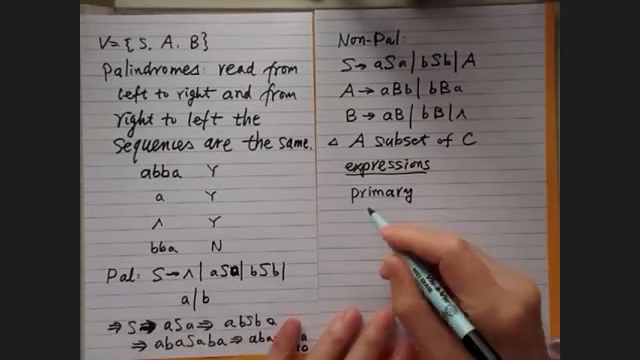 V = { S, A, B }
Palindromes: read from
left to right and from
right to left the
sequences are the same.
abba Y
a Y
Λ Y
bba N
Pal: S → Λ | aSa | bSb |
a | b
⇒ S ⇒ aSa ⇒ abSba
⇒ abaSaba ⇒
Non-Pal:
S → aSa | bSb | A
A → aBb | bBa
B → aB | bB | Λ
△ A subset of C
expressions
primary